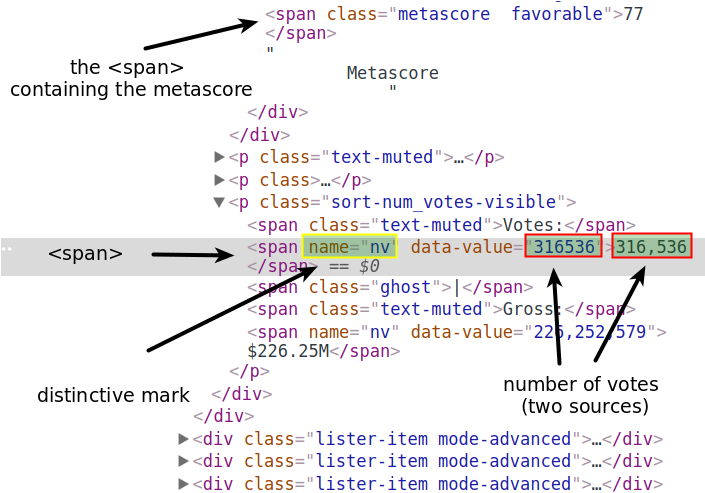 <span class="metascore  favorable">77
</span>
"
Metascore
"
</div>
</div>
▶<p class="text-muted">…</p>
▶<p class>…</p>
▼<p class="sort-num_votes-visible">
<span class="text-muted">Votes:</span>
<span name="nv" data-value="316536">316,536
</span> == $0
<span class="ghost">|</span>
<span class="text-muted">Gross:</span>
<span name="nv" data-value="226,252,579">
$226.25M</span>
</p>
</div>
</div>
▶<div class="lister-item mode-advanced">…</div>
▶<div class="lister-item mode-advanced">…</div>
▶<div class="lister-item mode-advanced">…</div>
the <span>
containing the metascore
<span>
distinctive mark
number of votes
(two sources)